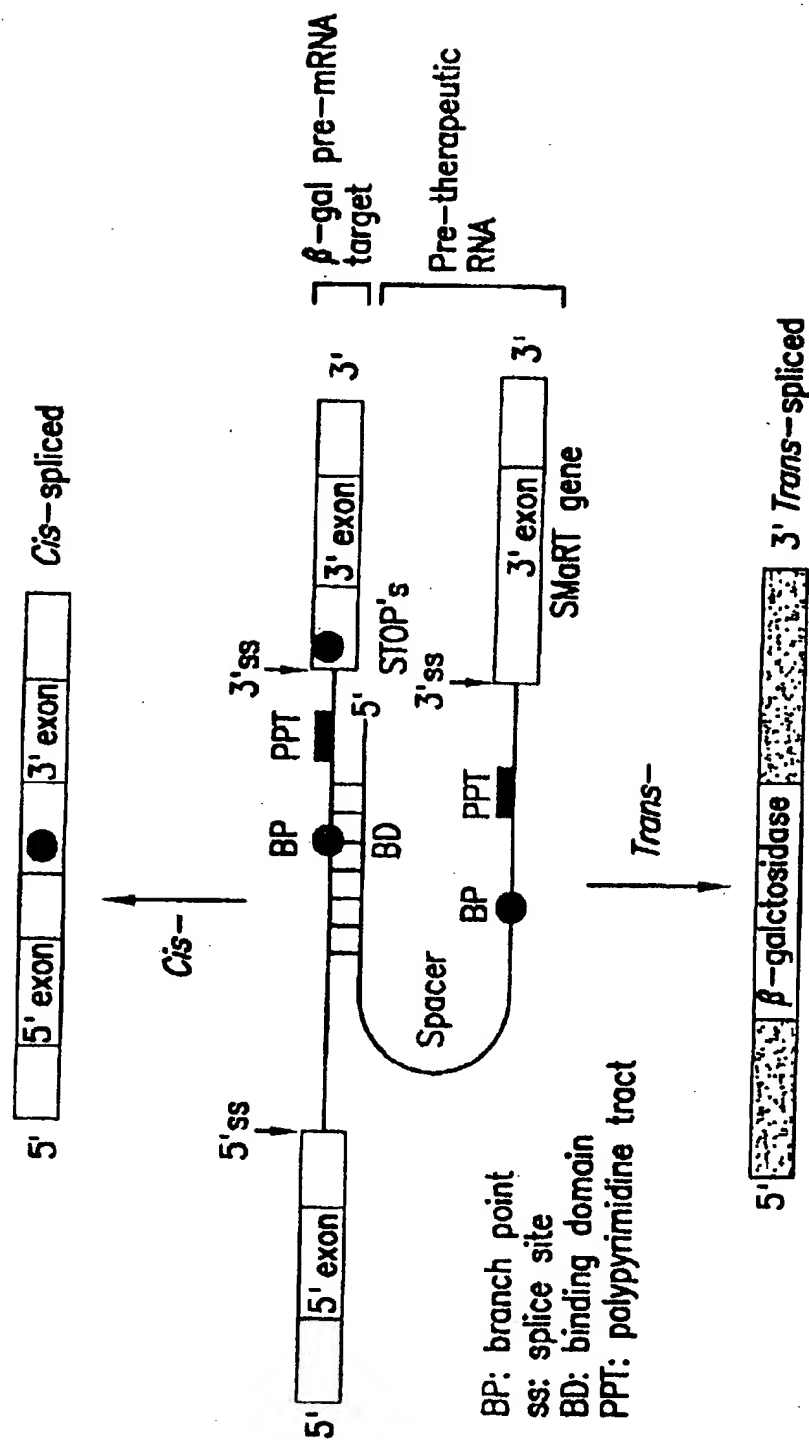 5' 5' exon 3' exon Cis-spliced
Cis-
5'ss
3'ss
BP PPT
5' 5' exon 3' exon 3'
BD 5' STOP's
β-gal pre-mRNA
target
Pre-therapeutic
RNA
Spacer
BP PPT
3'ss
3' exon 3'
SMaRT gene
BP: branch point
ss: splice site
BD: binding domain
PPT: polypyrimidine tract
Trans-
5' β-galctosidase 3' Trans-spliced